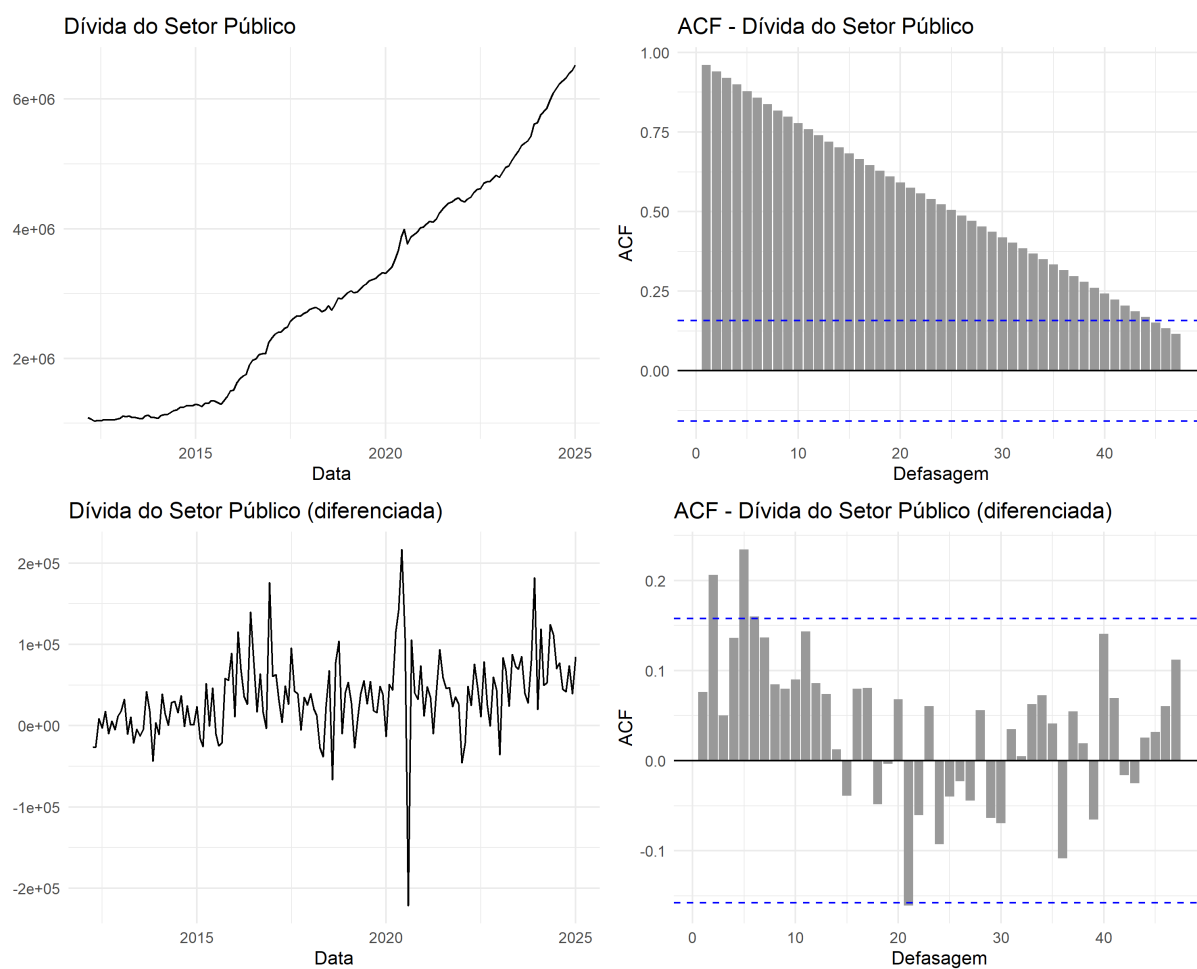 Dívida do Setor Público
6e+06
4e+06
2e+06
2015
2020
2025
Data
ACF - Dívida do Setor Público
1.00
0.75
0.50
0.25
0.00
ACF
0
10
20
30
40
Defasagem
Dívida do Setor Público (diferenciada)
2e+05
1e+05
0e+00
-1e+05
-2e+05
2015
2020
2025
Data
ACF - Dívida do Setor Público (diferenciada)
0.2
0.1
0.0
-0.1
ACF
0
10
20
30
40
Defasagem